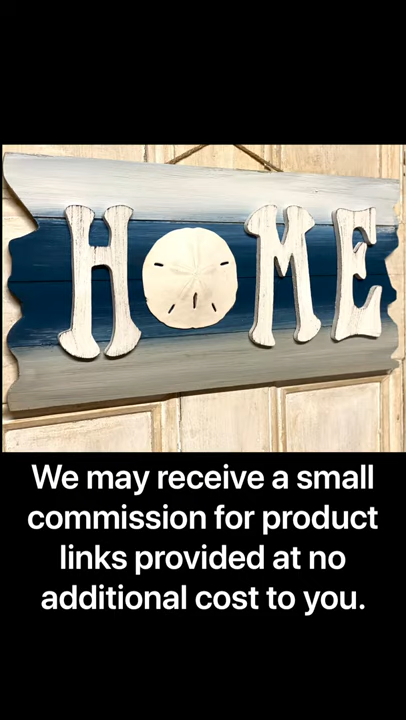 HOME
We may receive a small
commission for product
links provided at no
additional cost to you.